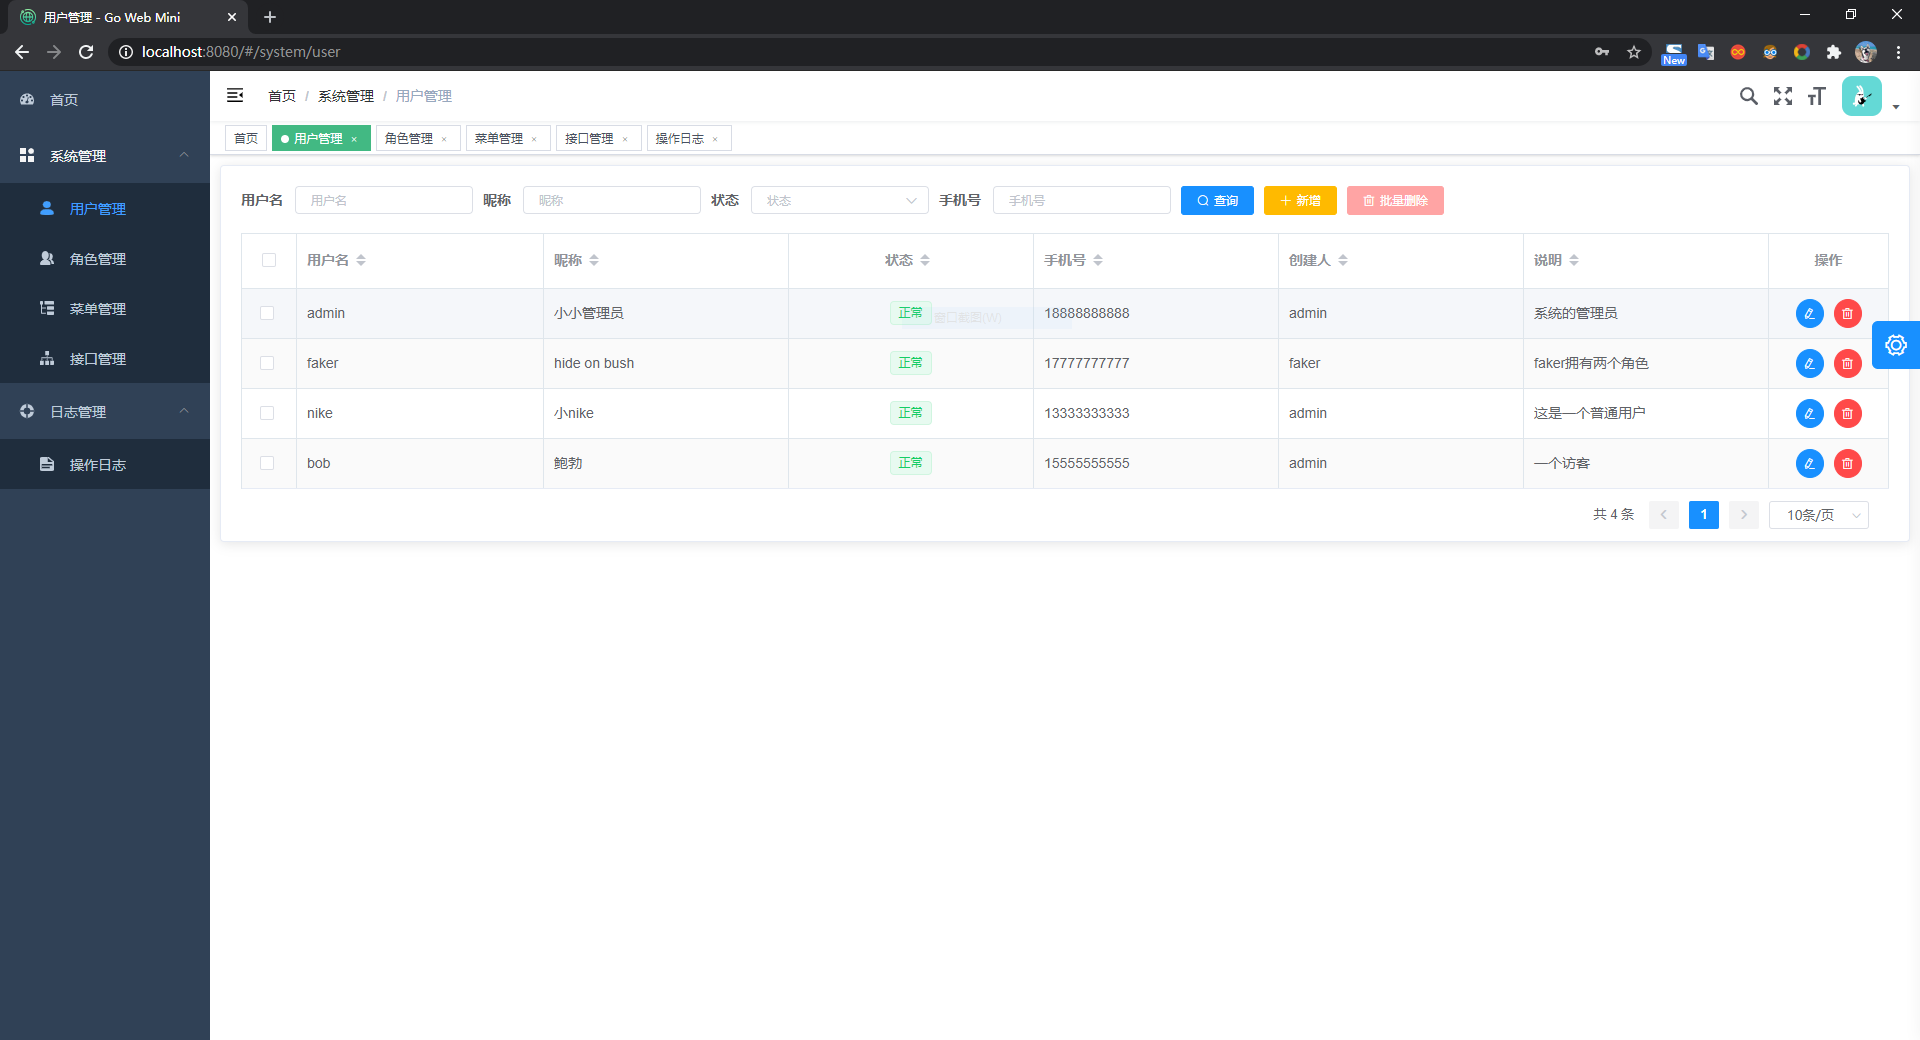 用户管理 - Go Web Mini
localhost:8080/#/system/user
New
首页
系统管理
用户管理
角色管理
菜单管理
接口管理
日志管理
操作日志
首页 / 系统管理 / 用户管理
首页 用户管理 × 角色管理 × 菜单管理 × 接口管理 × 操作日志 ×
用户名 用户名 昵称 昵称 状态 状态 手机号 手机号 查询 新增 批量删除
用户名 昵称 状态 手机号 创建人 说明 操作
admin 小小管理员 正常 18888888888 admin 系统的管理员
窗口截图(W)
faker hide on bush 正常 17777777777 faker faker拥有两个角色
nike 小nike 正常 13333333333 admin 这是一个普通用户
bob 鲍勃 正常 15555555555 admin 一个访客
共 4 条 1 10条/页